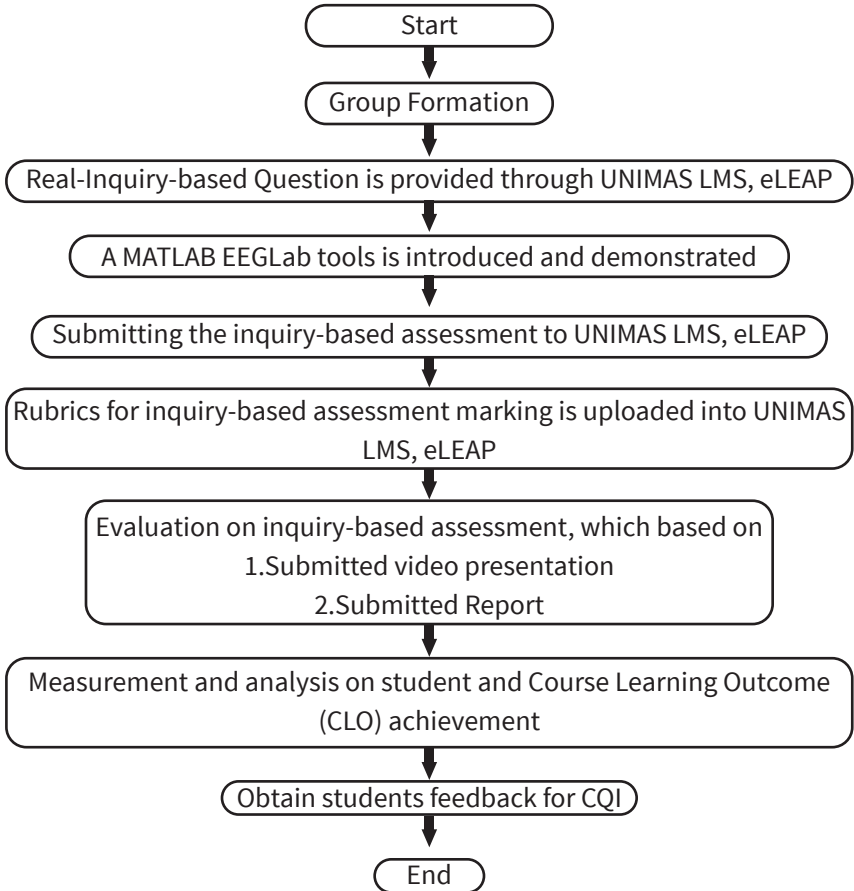 Start
Group Formation
Real-Inquiry-based Question is provided through UNIMAS LMS, eLEAP
A MATLAB EEGLab tools is introduced and demonstrated
Submitting the inquiry-based assessment to UNIMAS LMS, eLEAP
Rubrics for inquiry-based assessment marking is uploaded into UNIMAS
LMS, eLEAP
Evaluation on inquiry-based assessment, which based on
1.Submitted video presentation
2.Submitted Report
Measurement and analysis on student and Course Learning Outcome
(CLO) achievement
Obtain students feedback for CQI
End